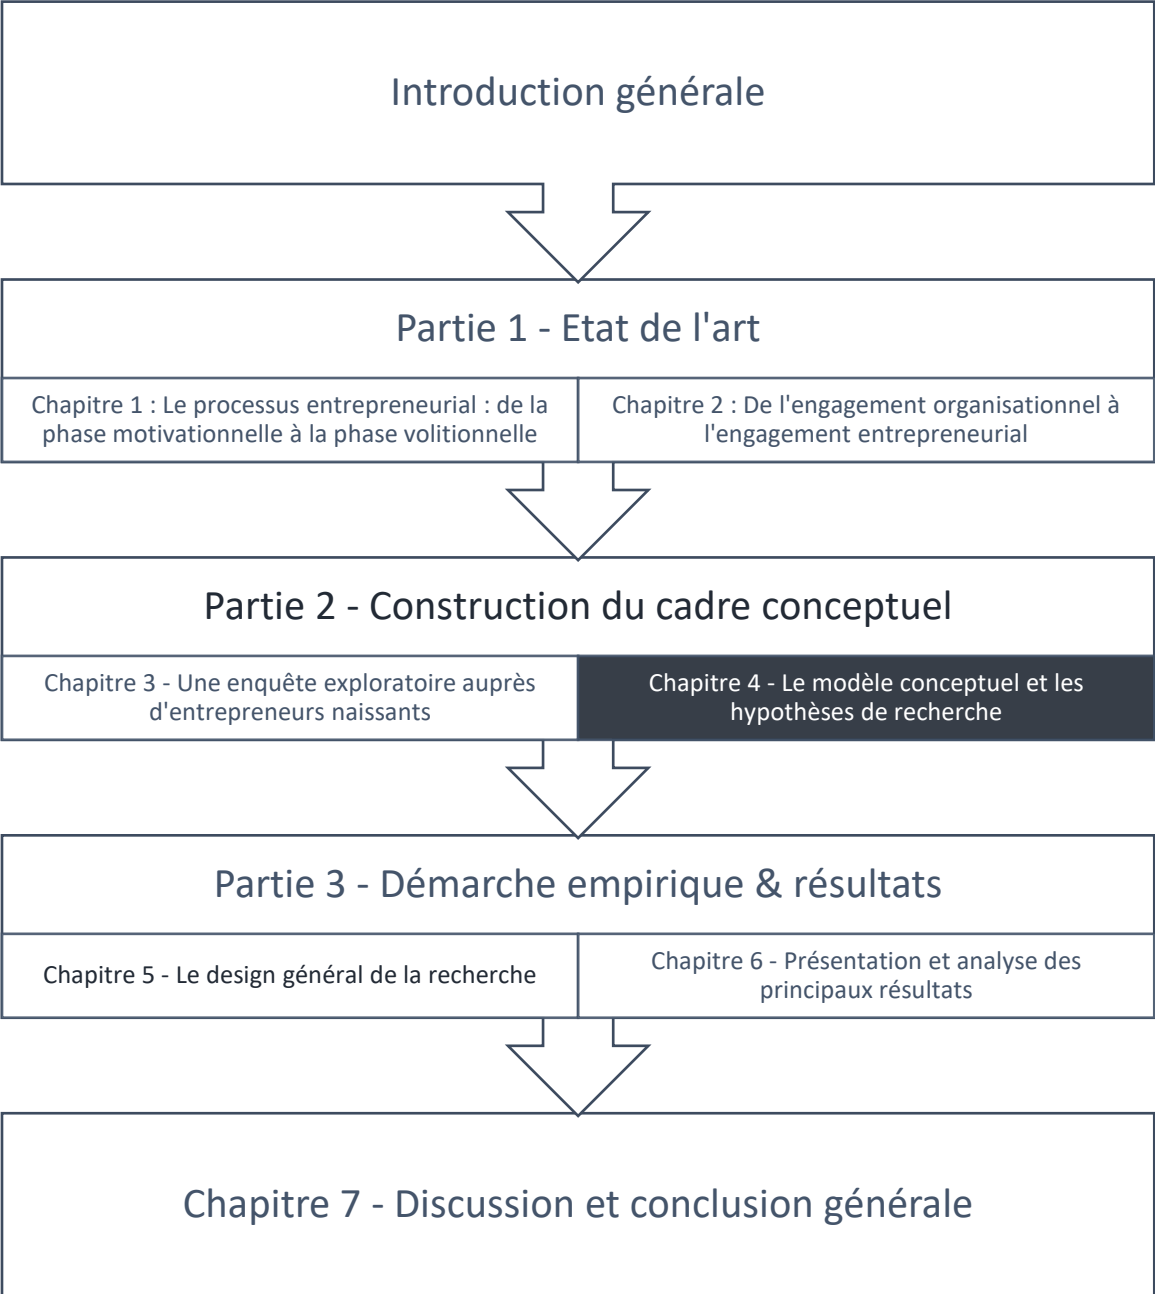 Introduction générale
Partie 1 - Etat de l'art
Chapitre 1 : Le processus entrepreneurial : de la
phase motivationnelle à la phase volitionnelle
Chapitre 2 : De l'engagement organisationnel à
l'engagement entrepreneurial
Partie 2 - Construction du cadre conceptuel
Chapitre 3 - Une enquête exploratoire auprès
d'entrepreneurs naissants
Chapitre 4 - Le modèle conceptuel et les
hypothèses de recherche
Partie 3 - Démarche empirique & résultats
Chapitre 5 - Le design général de la recherche
Chapitre 6 - Présentation et analyse des
principaux résultats
Chapitre 7 - Discussion et conclusion générale